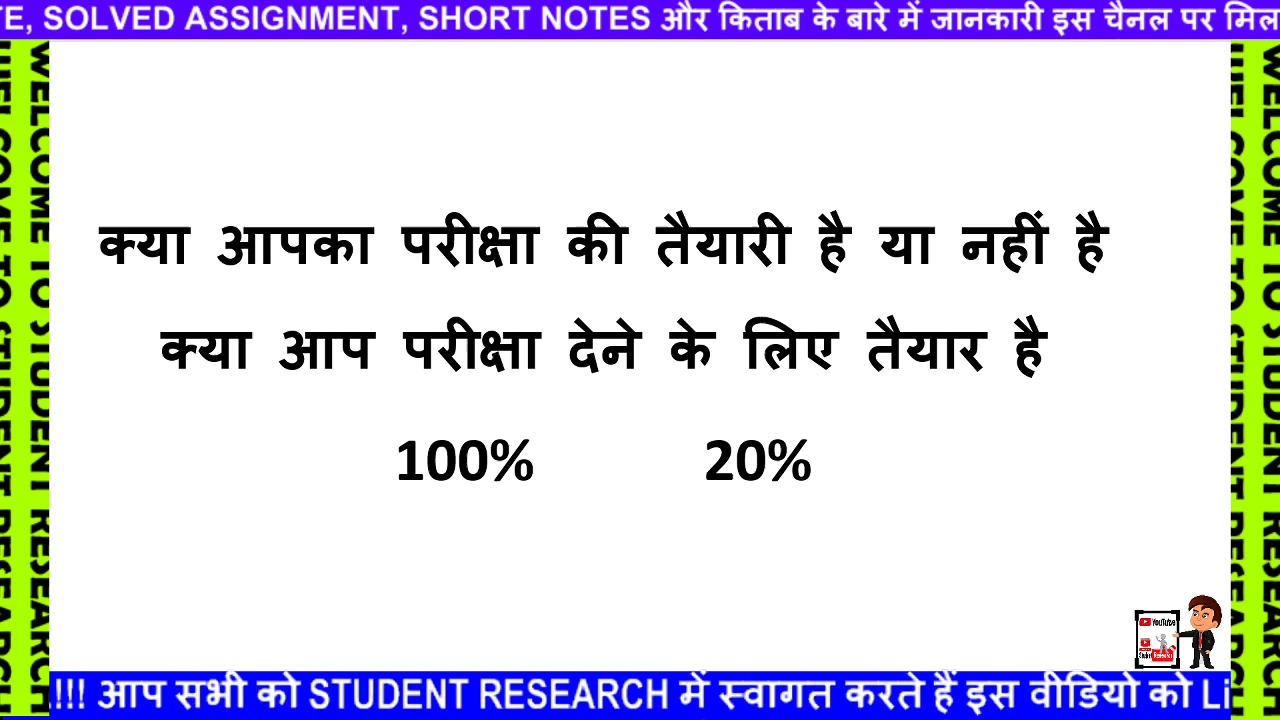 SOLVED ASSIGNMENT, SHORT NOTES और किताब के बारे में जानकारी इस चैनल पर
क्या आपका परीक्षा की तैयारी है या नहीं है
क्या आप परीक्षा देने के लिए तैयार है
100% 20%
YouTube
!!! आप सभी को STUDENT RESEARCH में स्वागत करते हैं इस वीडियो को Li
WELCOME TO STUDENT RESEARCH
WELCOME TO STUDENT RESEARCH